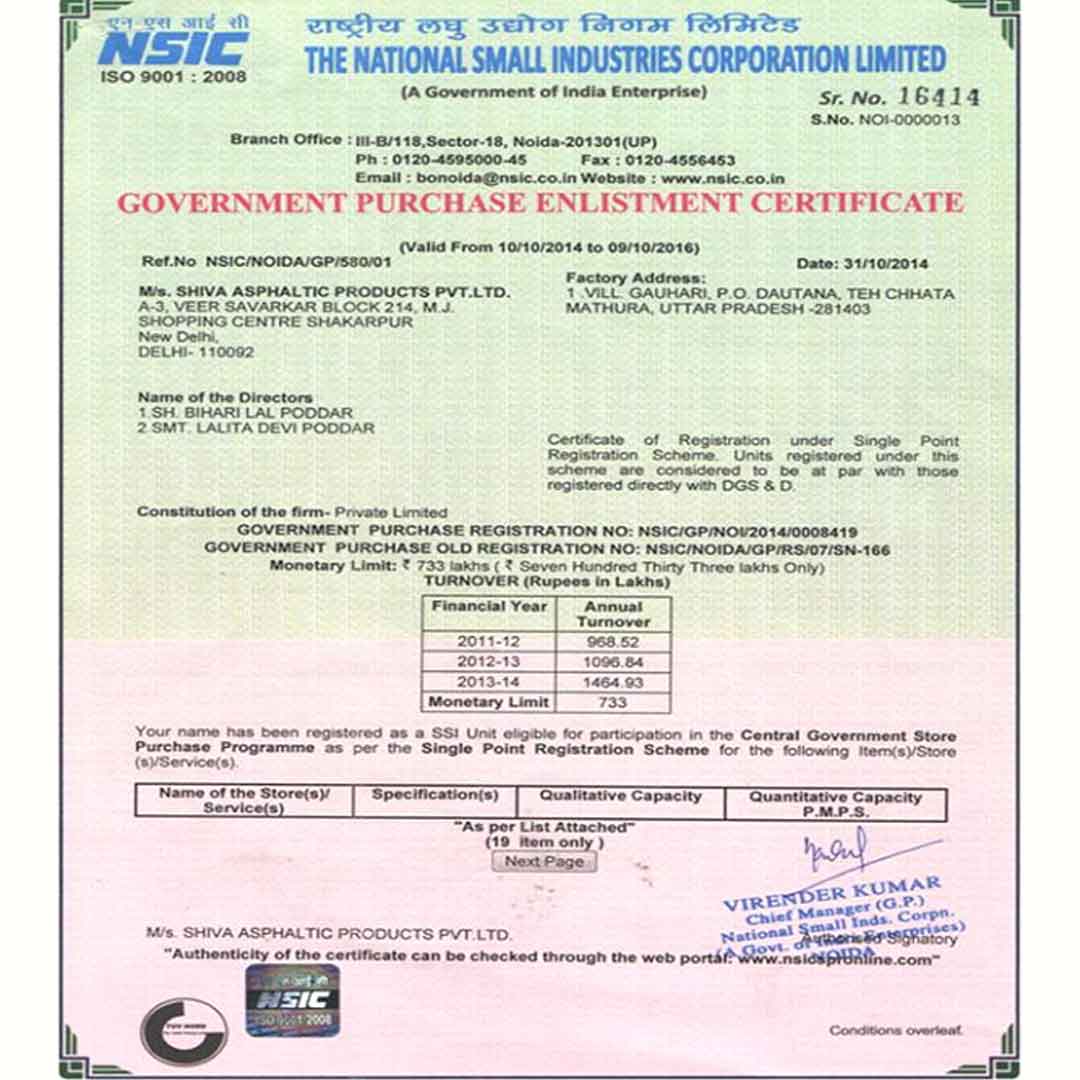 एन एस आई सी
NSIC
ISO 9001 : 2008
राष्ट्रीय लघु उद्योग निगम लिमिटेड
THE NATIONAL SMALL INDUSTRIES CORPORATION LIMITED
(A Government of India Enterprise)
Sr. No. 16414
S.No. NOI-0000013
Branch Office : III-B/118,Sector-18, Noida-201301(UP)
Ph : 0120-4595000-45 Fax : 0120-4556453
Email : bonoida@nsic.co.in Website : www.nsic.co.in
GOVERNMENT PURCHASE ENLISTMENT CERTIFICATE
(Valid From 10/10/2014 to 09/10/2016)
Ref.No NSIC/NOIDA/GP/580/01
Date: 31/10/2014
M/s. SHIVA ASPHALTIC PRODUCTS PVT.LTD.
A-3, VEER SAVARKAR BLOCK 214, M.J.
SHOPPING CENTRE SHAKARPUR
New Delhi,
DELHI- 110092
Factory Address:
1 .VILL. GAUHARI, P.O. DAUTANA, TEH CHHATA
MATHURA, UTTAR PRADESH -281403
Name of the Directors
1 SH. BIHARI LAL PODDAR
2 SMT. LALITA DEVI PODDAR
Certificate of Registration under Single Point
Registration Scheme. Units registered under this
scheme are considered to be at par with those
registered directly with DGS & D.
Constitution of the firm- Private Limited
GOVERNMENT PURCHASE REGISTRATION NO: NSIC/GP/NOI/2014/0008419
GOVERNMENT PURCHASE OLD REGISTRATION NO: NSIC/NOIDA/GP/RS/07/SN-166
Monetary Limit: ₹ 733 lakhs ( ₹ Seven Hundred Thirty Three lakhs Only)
TURNOVER (Rupees in Lakhs)
Financial Year Annual Turnover
2011-12 968.52
2012-13 1096.84
2013-14 1464.93
Monetary Limit 733
Your name has been registered as a SSI Unit eligible for participation in the Central Government Store
Purchase Programme as per the Single Point Registration Scheme for the following Item(s)/Store
(s)/Service(s).
Name of the Store(s)/ Service(s) Specification(s) Qualitative Capacity Quantitative Capacity P.M.P.S.
"As per List Attached"
(19 item only )
Next Page
VIRENDER KUMAR
Chief Manager (G.P.)
National Small Inds. Corpn.
(A Govt. of India Enterprises)
NOIDA
M/s. SHIVA ASPHALTIC PRODUCTS PVT.LTD.
Authorised Signatory
"Authenticity of the certificate can be checked through the web portal: www.nsicspronline.com"
NSIC
ISO 9001 2008
TUV NORD
Conditions overleaf.